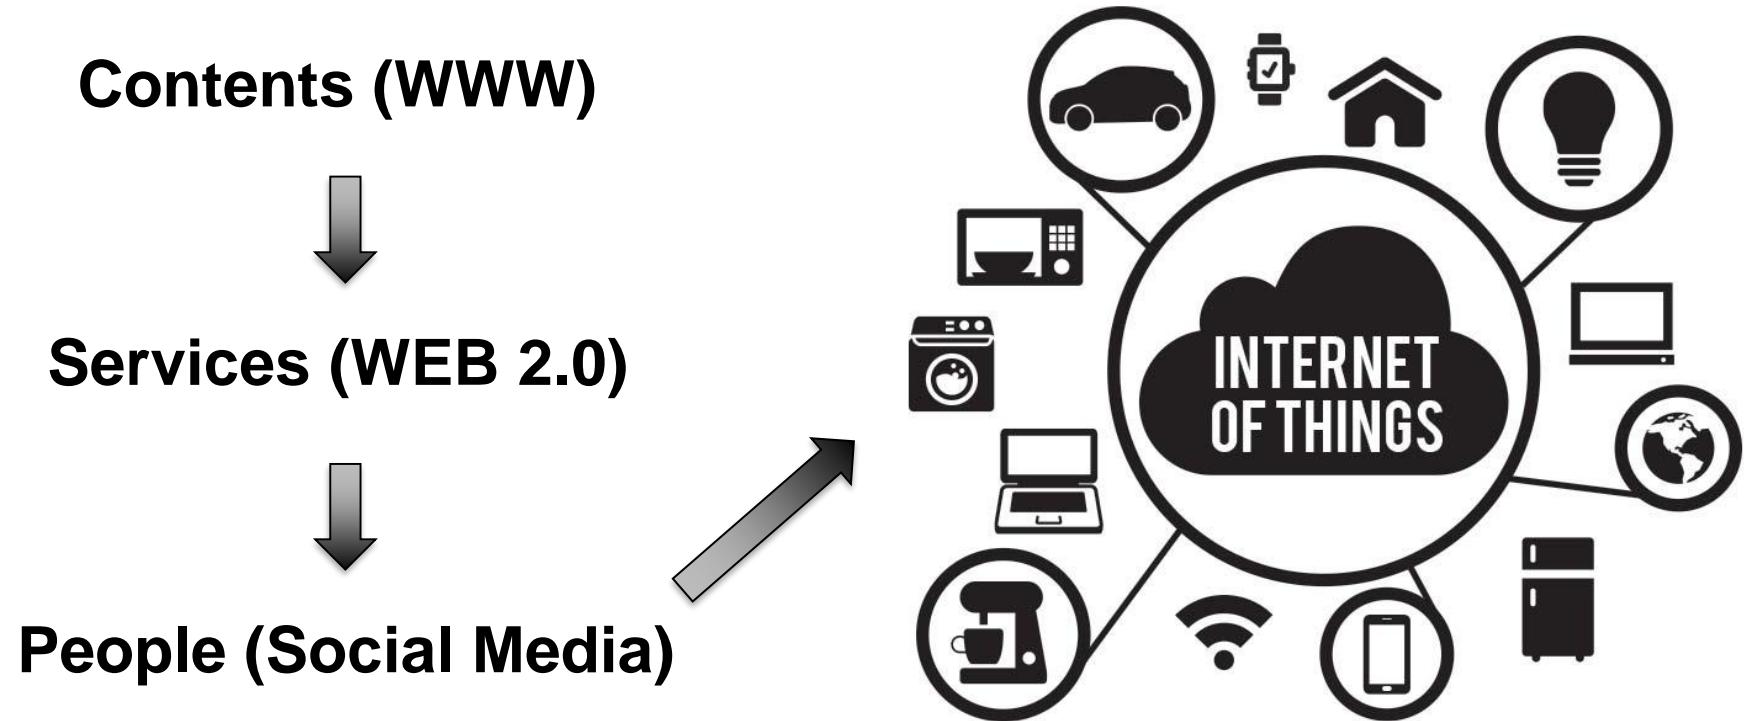 Contents (WWW)
Services (WEB 2.0)
People (Social Media)
INTERNET
OF THINGS